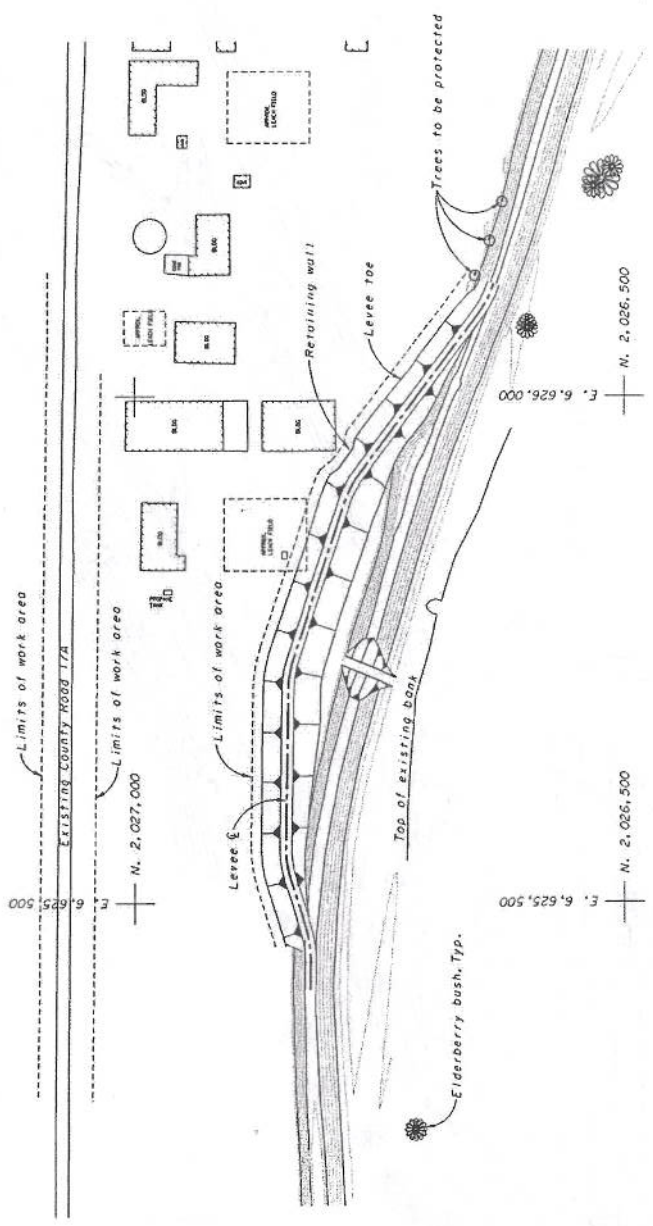 Limits of work area
Existing County Road 17A
Limits of work area
Limits of work area
BLDG
APPROX.
LEACH FIELD
BLDG
APPROX.
LEACH FIELD
BLDG
BLDG
BLDG
BLDG
APPROX.
LEACH FIELD
TANK
Trees to be protected
Retaining wall
Levee toe
Levee ℄
Top of existing bank
Elderberry bush, Typ.
N. 2,027,000
E. 6,625,500
N. 2,026,500
E. 6,625,500
N. 2,026,500
E. 6,626,000